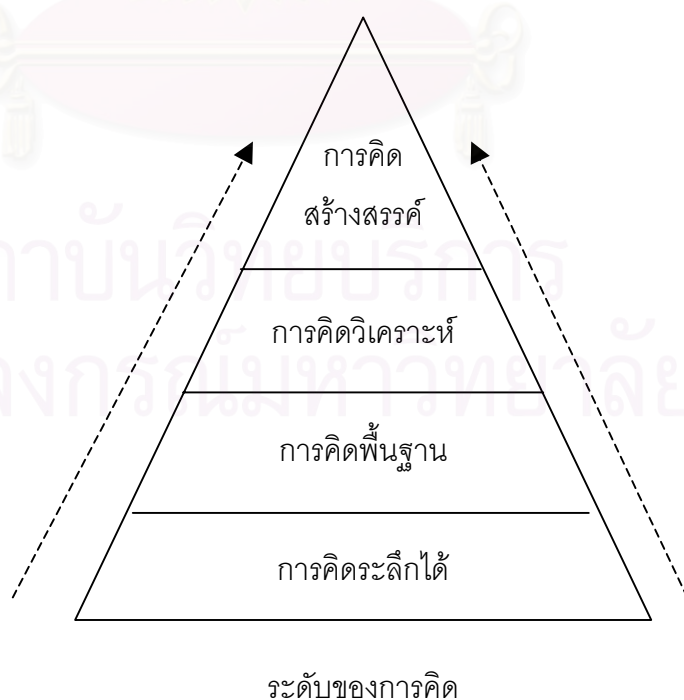 การคิด
สร้างสรรค์
การคิดวิเคราะห์
การคิดพื้นฐาน
การคิดระลึกได้
ระดับของการคิด